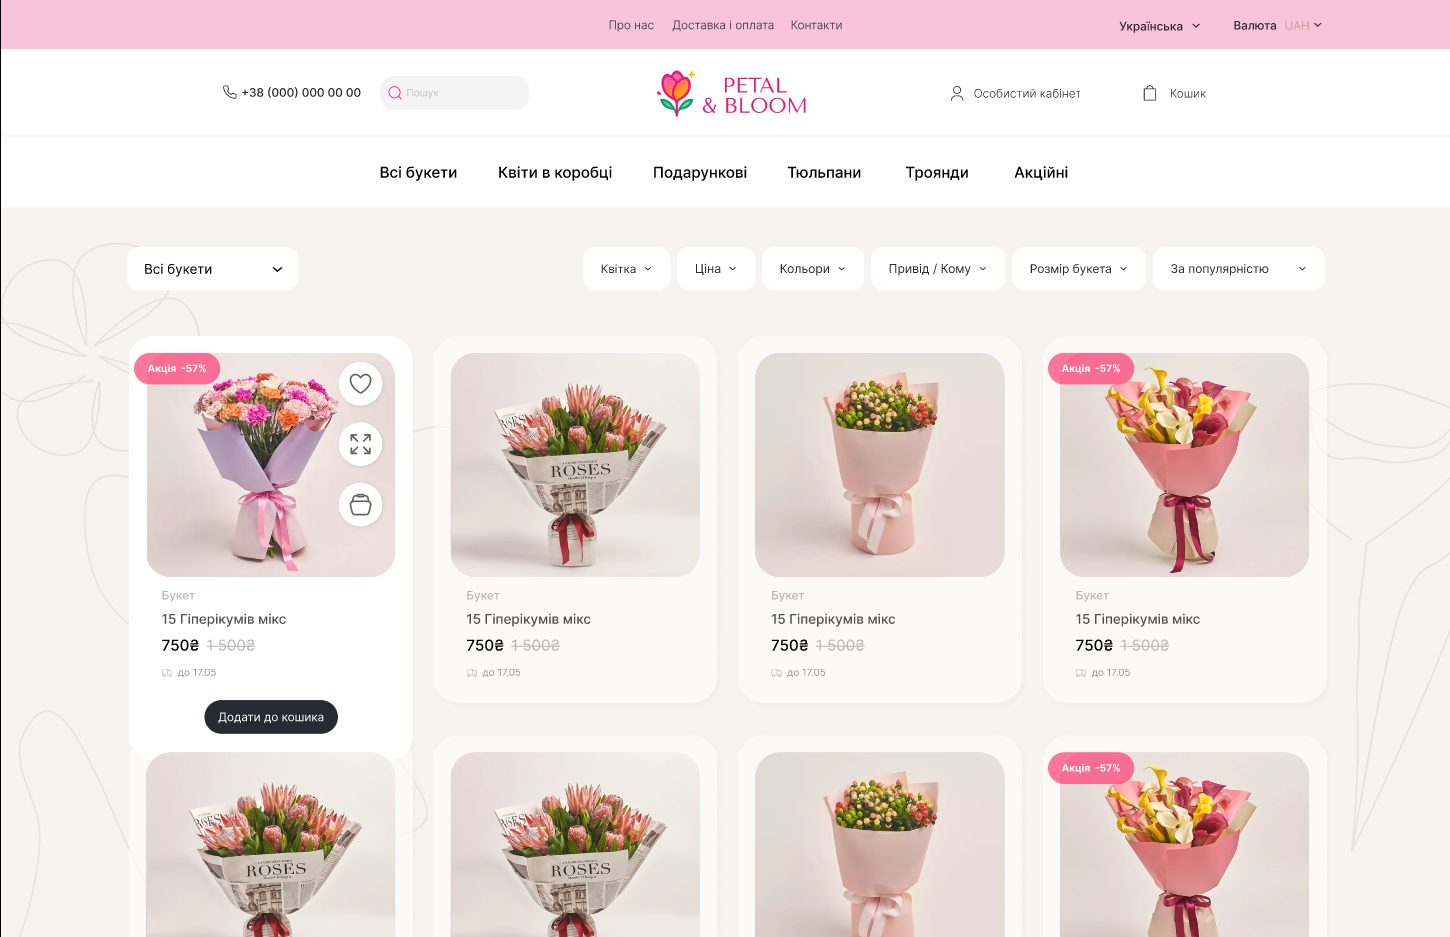 Про нас Доставка і оплата Контакти Українська Валюта UAH
+38 (000) 000 00 00 Пошук PETAL & BLOOM Особистий кабінет Кошик
Всі букети Квіти в коробці Подарункові Тюльпани Троянди Акційні
Всі букети Квітка Ціна Кольори Привід / Кому Розмір букета За популярністю
Акція -57% Акція -57%
ROSES
Букет Букет Букет Букет
15 Гіперікумів мікс 15 Гіперікумів мікс 15 Гіперікумів мікс 15 Гіперікумів мікс
750₴ 1 500₴ 750₴ 1 500₴ 750₴ 1 500₴ 750₴ 1 500₴
до 17.05 до 17.05 до 17.05 до 17.05
Додати до кошика
Акція -57%
ROSES ROSES